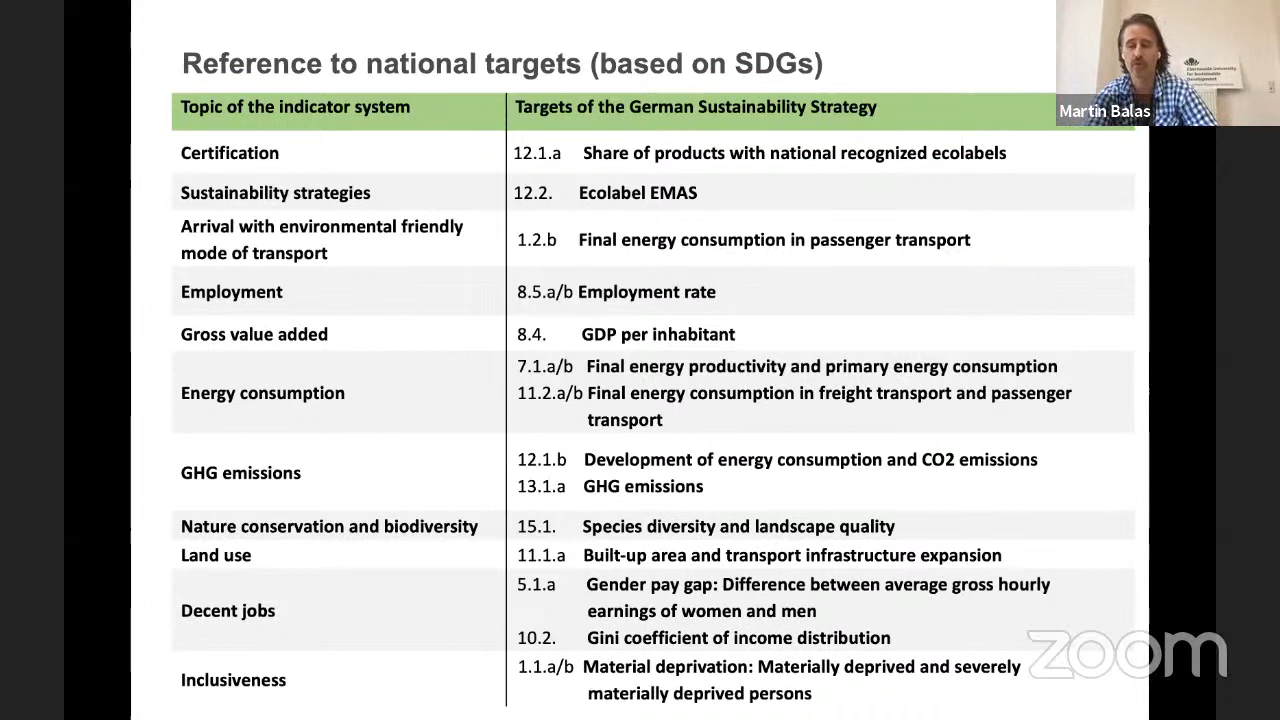 Reference to national targets (based on SDGs)
Topic of the indicator system Targets of the German Sustainability Strategy
Certification 12.1.a Share of products with national recognized ecolabels
Sustainability strategies 12.2. Ecolabel EMAS
Arrival with environmental friendly
mode of transport 1.2.b Final energy consumption in passenger transport
Employment 8.5.a/b Employment rate
Gross value added 8.4. GDP per inhabitant
Energy consumption 7.1.a/b Final energy productivity and primary energy consumption
11.2.a/b Final energy consumption in freight transport and passenger
transport
GHG emissions 12.1.b Development of energy consumption and CO2 emissions
13.1.a GHG emissions
Nature conservation and biodiversity 15.1. Species diversity and landscape quality
Land use 11.1.a Built-up area and transport infrastructure expansion
Decent jobs 5.1.a Gender pay gap: Difference between average gross hourly
earnings of women and men
10.2. Gini coefficient of income distribution
Inclusiveness 1.1.a/b Material deprivation: Materially deprived and severely
materially deprived persons
Eberswalde University
for Sustainable
Development
Martin Balas
zoom